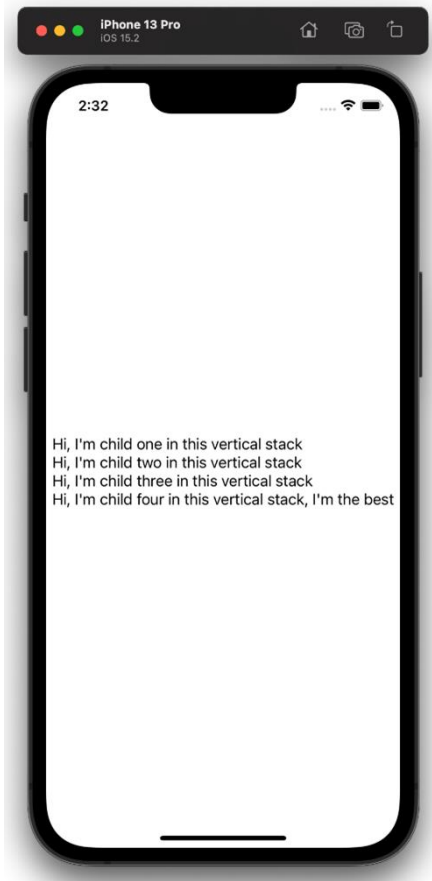 iPhone 13 Pro
iOS 15.2
2:32
Hi, I'm child one in this vertical stack
Hi, I'm child two in this vertical stack
Hi, I'm child three in this vertical stack
Hi, I'm child four in this vertical stack, I'm the best